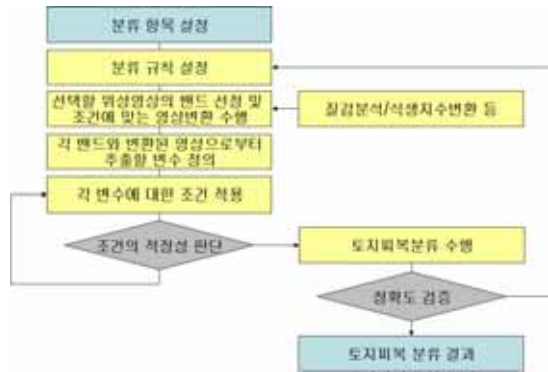 분류 항목 설정
분류 규칙 설정
선택할 위성영상의 밴드 선정 및
조건에 맞는 영상변환 수행
질감분석/식생지수변환 등
각 밴드와 변환된 영상으로부터
추출할 변수 정의
각 변수에 대한 조건 적용
조건의 적정성 판단
토지피복분류 수행
정확도 검증
토지피복 분류 결과